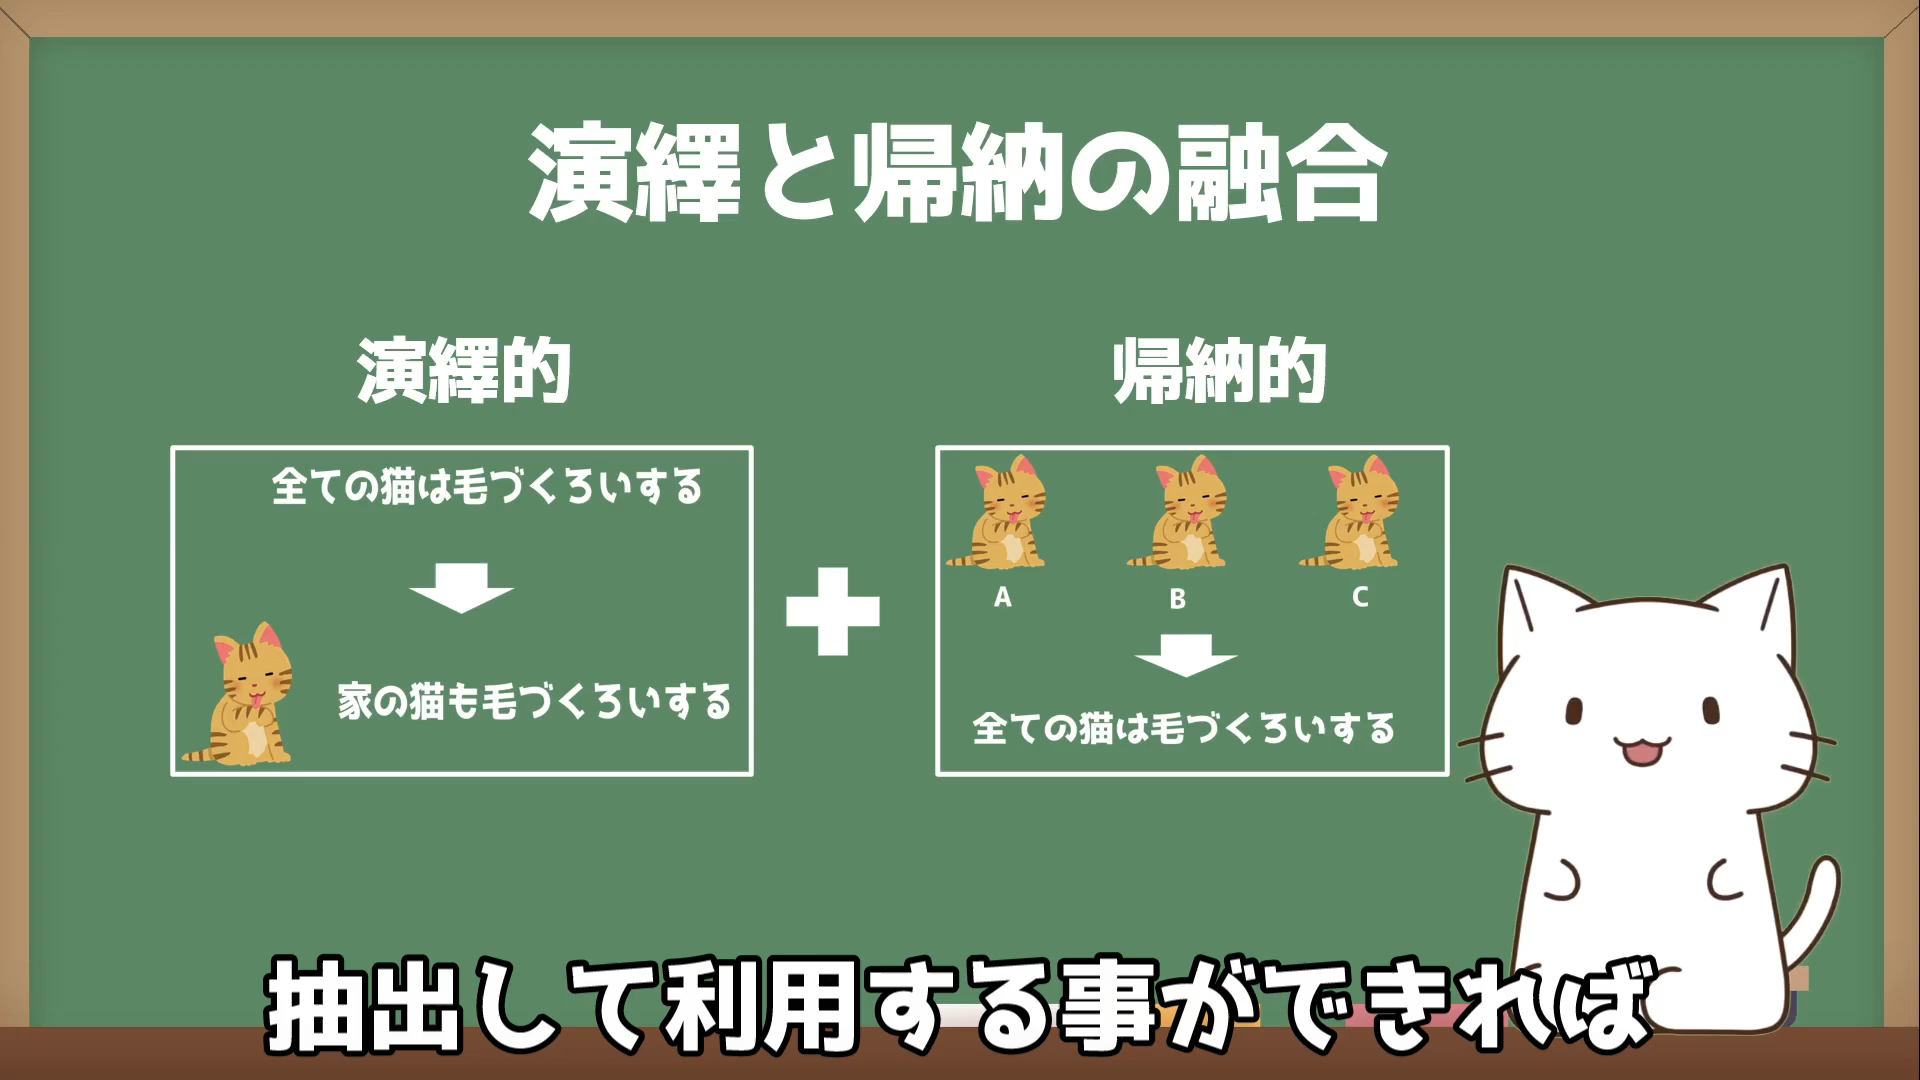 演繹と帰納の融合
演繹的
帰納的
全ての猫は毛づくろいする
家の猫も毛づくろいする
A
B
C
全ての猫は毛づくろいする
抽出して利用する事ができれば